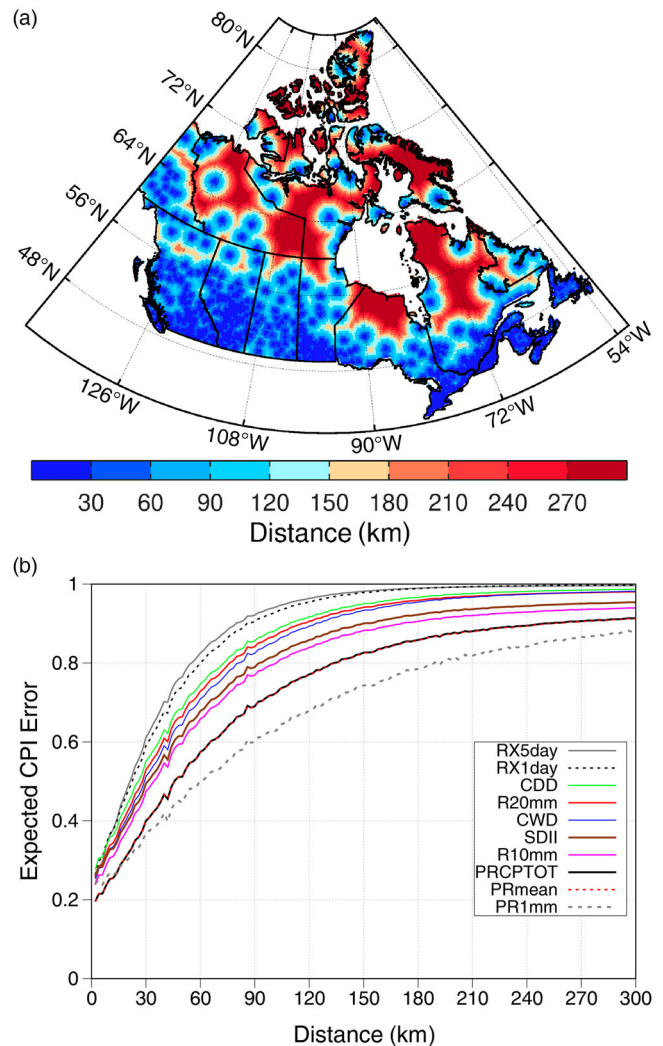 (a)
80°N
72°N
64°N
56°N
48°N
126°W
108°W
90°W
72°W
54°W
30 60 90 120 150 180 210 240 270
Distance (km)
(b)
1
0.8
0.6
0.4
0.2
0
Expected CPI Error
RX5day
RX1day
CDD
R20mm
CWD
SDII
R10mm
PRCPTOT
PRmean
PR1mm
0 30 60 90 120 150 180 210 240 270 300
Distance (km)